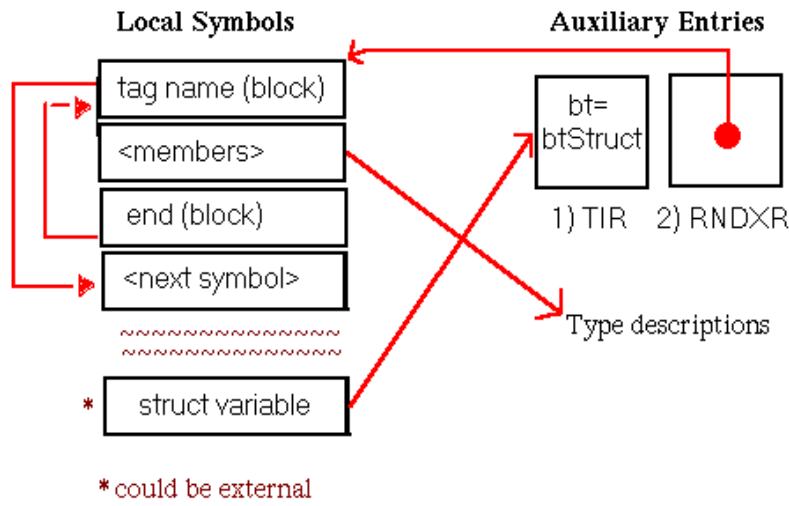 Local Symbols
Auxiliary Entries
tag name (block)
<members>
end (block)
<next symbol>
~~~~~~~~~~~~~~
~~~~~~~~~~~~~~
* struct variable
* could be external
bt=
btStruct
1) TIR
2) RNDXR
Type descriptions